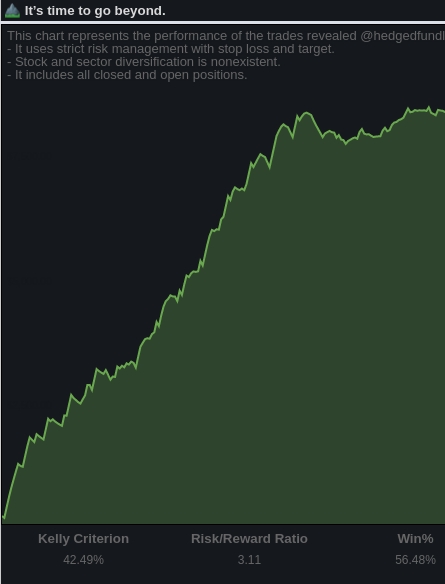 It's time to go beyond.
This chart represents the performance of the trades revealed @hedgedfundl
- It uses strict risk management with stop loss and target.
- Stock and sector diversification is nonexistent.
- It includes all closed and open positions.
Kelly Criterion Risk/Reward Ratio Win%
42.49% 3.11 56.48%